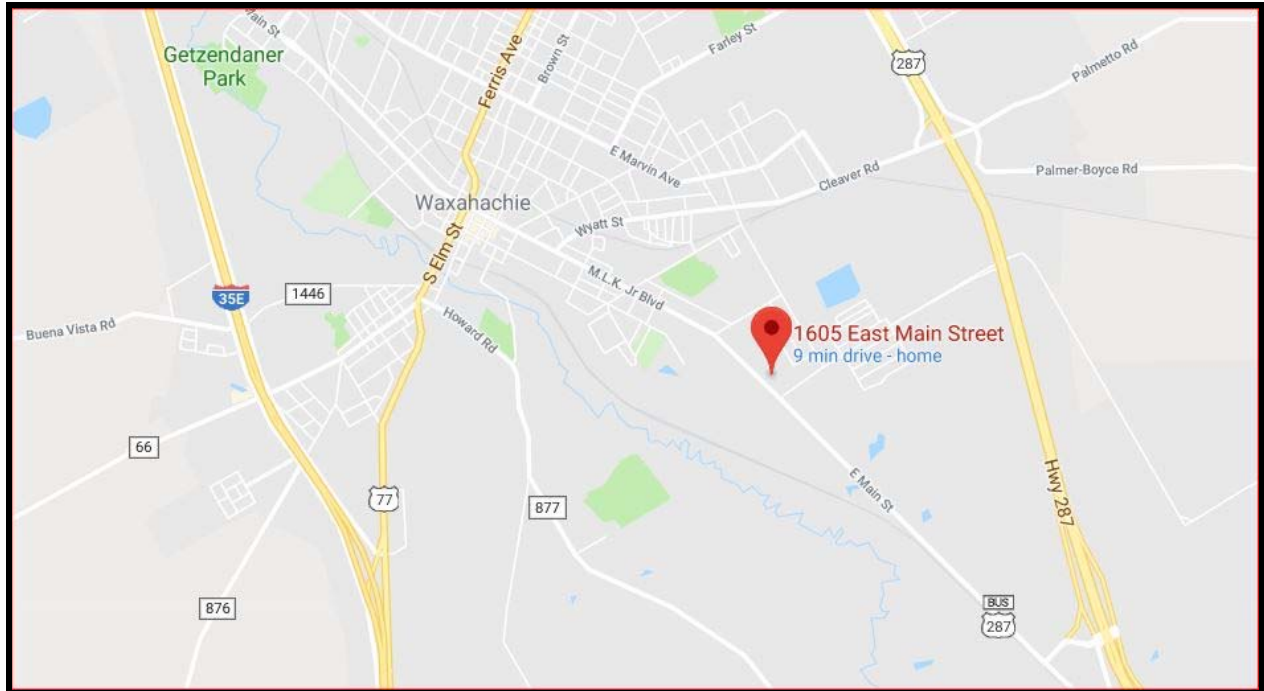 Main St
Getzendaner
Park
Ferris Ave
Brown St
Farley St
287
Palmetto Rd
E Marvin Ave
Cleaver Rd
Palmer-Boyce Rd
Waxahachie
Wyatt St
S Elm St
M.L.K. Jr Blvd
35E
1446
Buena Vista Rd
Howard Rd
1605 East Main Street
9 min drive - home
66
77
877
E Main St
Hwy 287
876
BUS
287